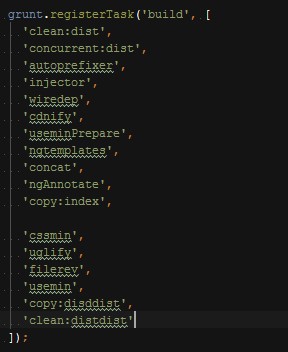 grunt.registerTask('build', [
'clean:dist',
'concurrent:dist',
'autoprefixer',
'injector',
'wiredep',
'cdnify',
'useminPrepare',
'ngtemplates',
'concat',
'ngAnnotate',
'copy:index',
'cssmin',
'uglify',
'filerev',
'usemin',
'copy:disddist',
'clean:distdist'
]);